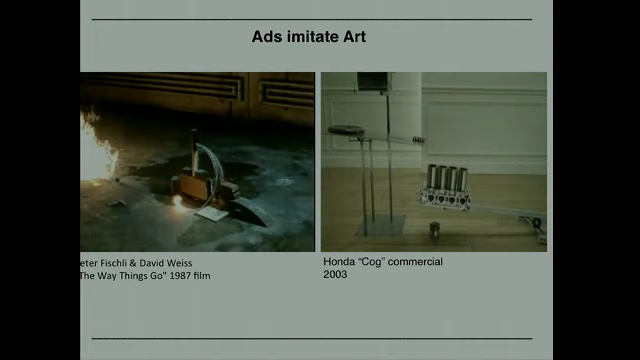 Ads imitate Art
eter Fischli & David Weiss
The Way Things Go" 1987 film
Honda “Cog” commercial
2003